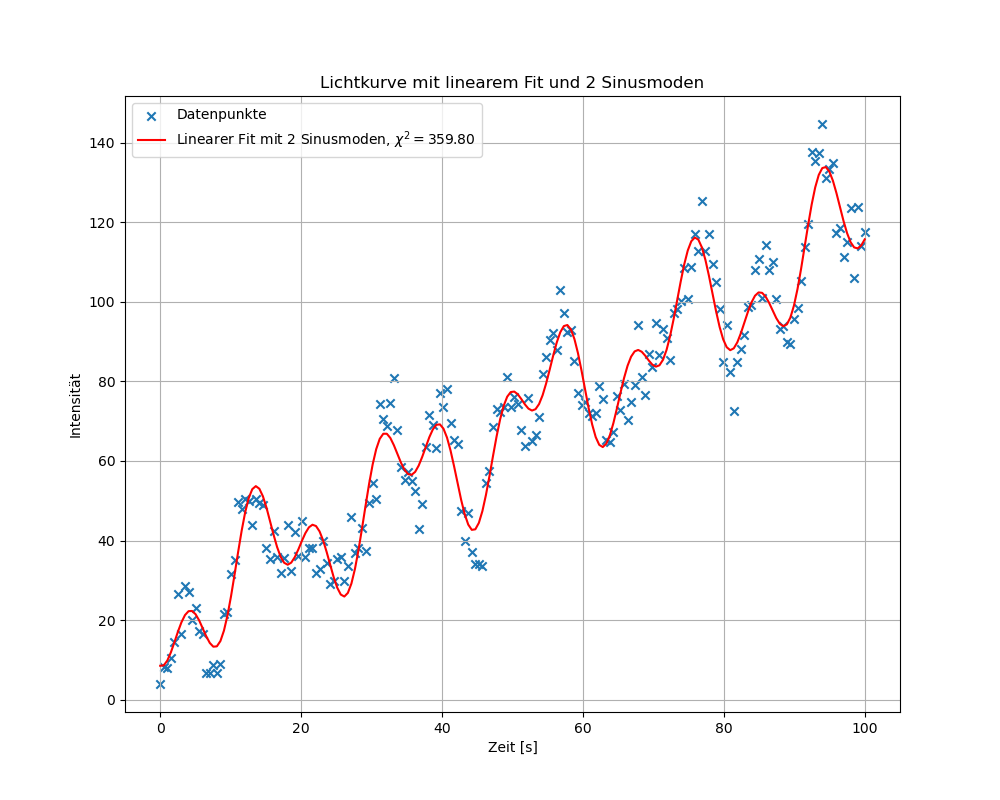 Lichtkurve mit linearem Fit und 2 Sinusmoden
Datenpunkte
Linearer Fit mit 2 Sinusmoden, χ² = 359.80
Intensität
140
120
100
80
60
40
20
0
0 20 40 60 80 100
Zeit [s]